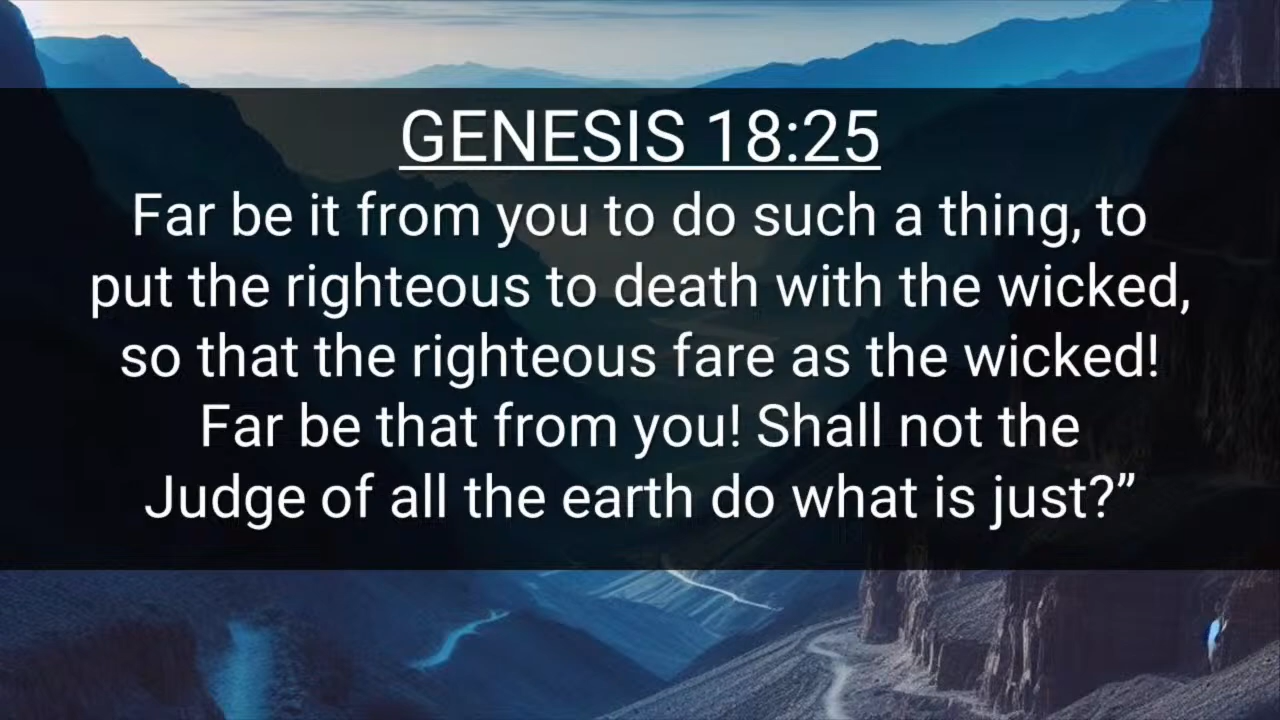 GENESIS 18:25
Far be it from you to do such a thing, to
put the righteous to death with the wicked,
so that the righteous fare as the wicked!
Far be that from you! Shall not the
Judge of all the earth do what is just?”